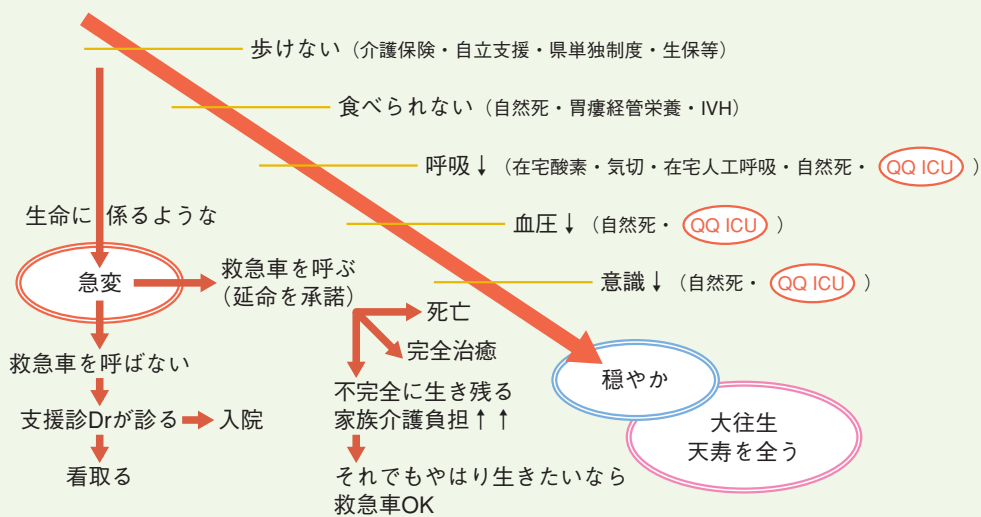 歩けない（介護保険・自立支援・県単独制度・生保等）
食べられない（自然死・胃瘻経管栄養・IVH）
呼吸↓（在宅酸素・気切・在宅人工呼吸・自然死・QQ ICU）
血圧↓（自然死・QQ ICU）
意識↓（自然死・QQ ICU）
生命に係るような
急変
救急車を呼ぶ
（延命を承諾）
救急車を呼ばない
支援診Drが診る
入院
看取る
死亡
完全治癒
不完全に生き残る
家族介護負担↑↑
それでもやはり生きたいなら
救急車OK
穏やか
大往生
天寿を全う